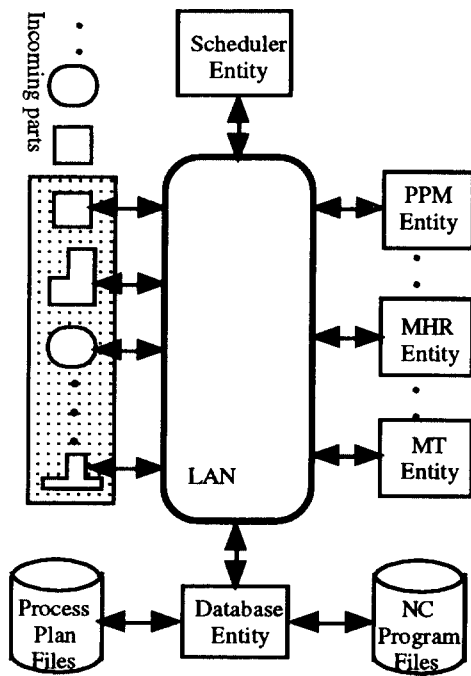 Incoming parts
Scheduler
Entity
PPM
Entity
MHR
Entity
MT
Entity
LAN
Process
Plan
Files
Database
Entity
NC
Program
Files